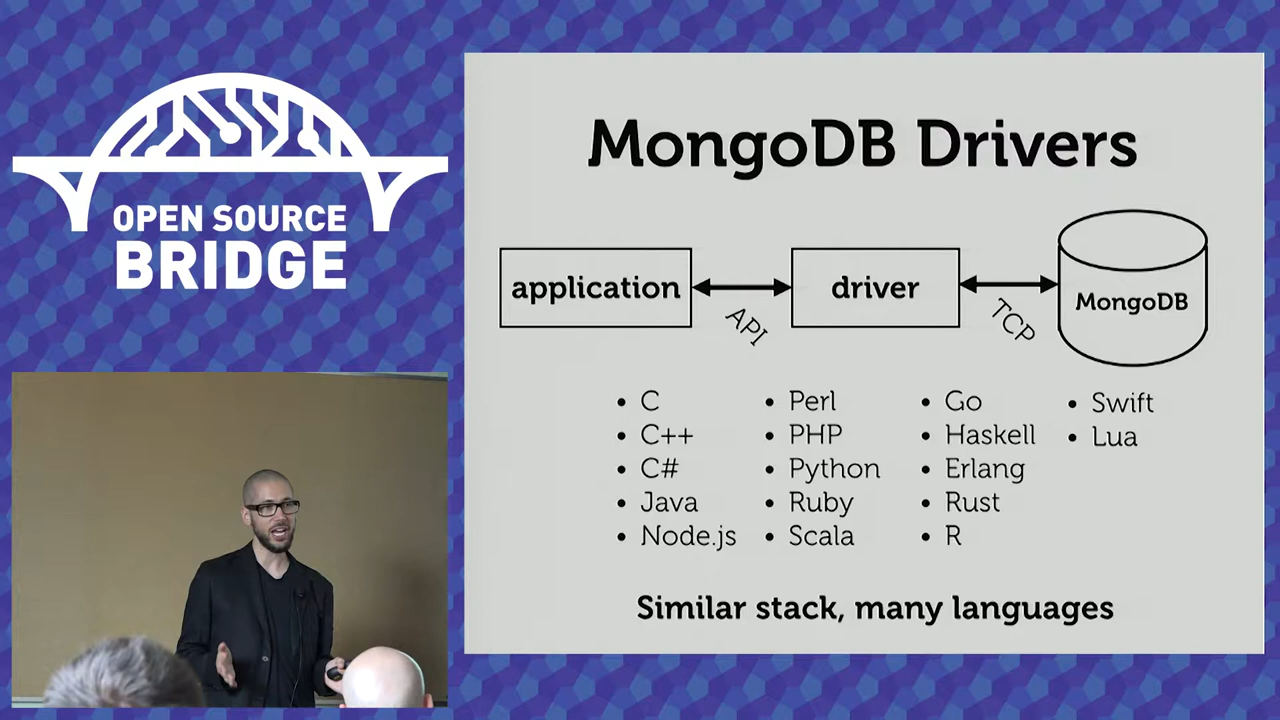 OPEN SOURCE
BRIDGE
MongoDB Drivers
application
API
driver
TCP
MongoDB
• C
• C++
• C#
• Java
• Node.js
• Perl
• PHP
• Python
• Ruby
• Scala
• Go
• Haskell
• Erlang
• Rust
• R
• Swift
• Lua
Similar stack, many languages